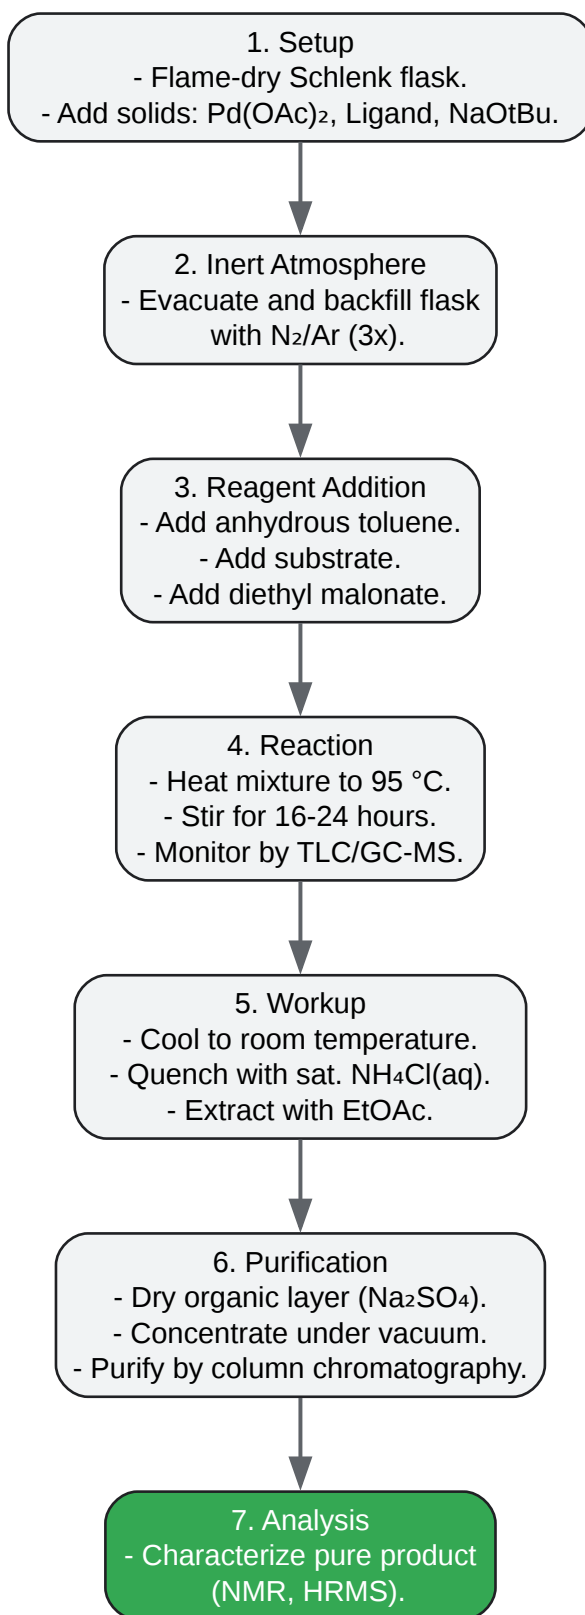 1. Setup
- Flame-dry Schlenk flask.
- Add solids: Pd(OAc)₂, Ligand, NaOtBu.
2. Inert Atmosphere
- Evacuate and backfill flask
with N₂/Ar (3x).
3. Reagent Addition
- Add anhydrous toluene.
- Add substrate.
- Add diethyl malonate.
4. Reaction
- Heat mixture to 95 °C.
- Stir for 16-24 hours.
- Monitor by TLC/GC-MS.
5. Workup
- Cool to room temperature.
- Quench with sat. NH₄Cl(aq).
- Extract with EtOAc.
6. Purification
- Dry organic layer (Na₂SO₄).
- Concentrate under vacuum.
- Purify by column chromatography.
7. Analysis
- Characterize pure product
(NMR, HRMS).